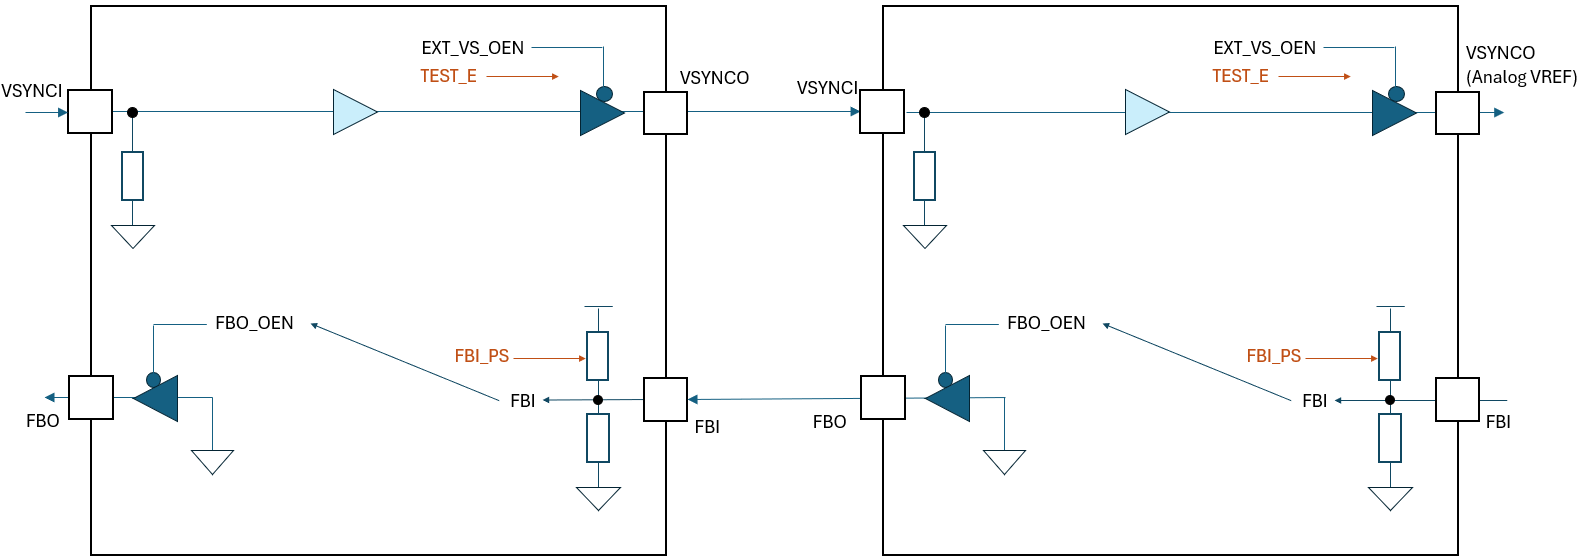 EXT_VS_OEN
TEST_E
VSYNCI
VSYNCO
VSYNCI
EXT_VS_OEN
TEST_E
VSYNCO
(Analog VREF)
FBO_OEN
FBI_PS
FBI
FBO
FBI
FBO
FBO_OEN
FBI_PS
FBI
FBI